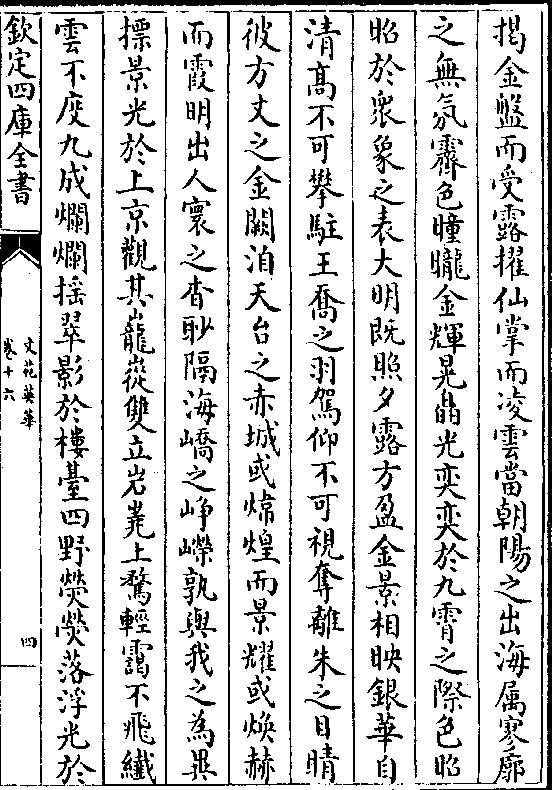 揭金盤而受露擢仙掌而凌雲當朝陽之出海屬寥廓
之無氛霽色曈曨金輝晃晶光奕奕於九霄之際色昭
昭於衆象之表大明既照夕露方盈金景相映銀華自
清髙不可攀駐王喬之羽駕仰不可視奪離朱之目睛
彼方丈之金闕洎天台之赤城或煒煌而景耀或煥赫
而霞明出人寰之杳眇隔海嶠之崢嶸孰與我之為異
摽景光於上京觀其巃嵸雙立岧嶤上騖輕靄不飛纖
雲不度九成爛爛揺翠影於樓臺四野熒熒落浮光於
欽定四庫全書
文苑英華
卷十六
四